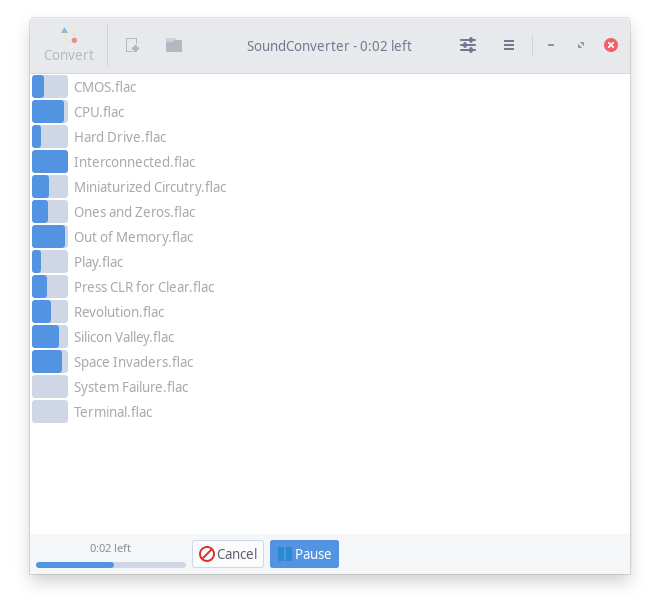 Convert
SoundConverter - 0:02 left
CMOS.flac
CPU.flac
Hard Drive.flac
Interconnected.flac
Miniaturized Circutry.flac
Ones and Zeros.flac
Out of Memory.flac
Play.flac
Press CLR for Clear.flac
Revolution.flac
Silicon Valley.flac
Space Invaders.flac
System Failure.flac
Terminal.flac
0:02 left
Cancel
Pause